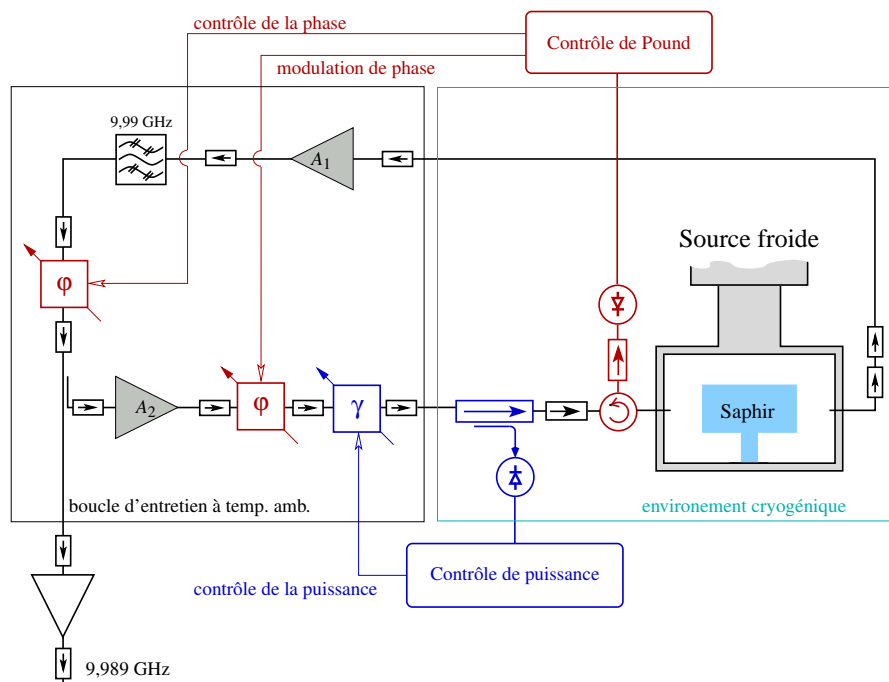 contrôle de la phase
Contrôle de Pound
modulation de phase
9,99 GHz
A1
Source froide
φ
A2
φ
γ
Saphir
boucle d'entretien à temp. amb.
environement cryogénique
contrôle de la puissance
Contrôle de puissance
9,989 GHz